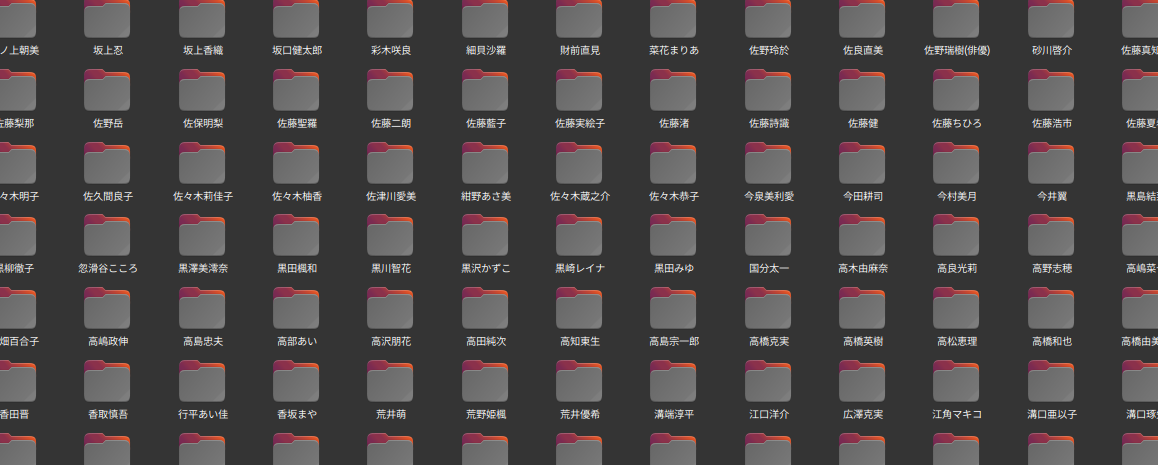 ノ上朝美 坂上忍 坂上香織 坂口健太郎 彩木咲良 細貝沙羅 財前直見 菜花まりあ 佐野玲於 佐良直美 佐野瑞樹(俳優) 砂川啓介 佐藤真知
佐藤梨那 佐野岳 佐保明梨 佐藤聖羅 佐藤二朗 佐藤藍子 佐藤実絵子 佐藤渚 佐藤詩識 佐藤健 佐藤ちひろ 佐藤浩市 佐藤夏
々木明子 佐久間良子 佐々木莉佳子 佐々木柚香 佐津川愛美 紺野あさ美 佐々木蔵之介 佐々木恭子 今泉美利愛 今田耕司 今村美月 今井翼 黒島結
黒柳徹子 忽滑谷こころ 黒澤美澪奈 黒田楓和 黒川智花 黒沢かずこ 黒崎レイナ 黒田みゆ 国分太一 高木由麻奈 高良光莉 高野志穂 高嶋菜
畑百合子 高嶋政伸 高島忠夫 高部あい 高沢朋花 高田純次 高知東生 高島宗一郎 高橋克実 高橋英樹 高松恵理 高橋和也 高橋由美
香田晋 香取慎吾 行平あい佳 香坂まや 荒井萌 荒野姫楓 荒井優希 溝端淳平 江口洋介 広澤克実 江角マキコ 溝口亜以子 溝口琢